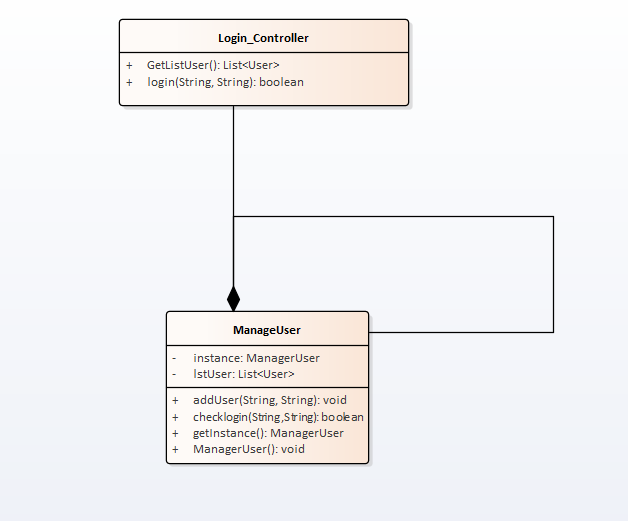 Login_Controller
+ GetListUser(): List<User>
+ login(String, String): boolean
ManageUser
- instance: ManagerUser
- lstUser: List<User>
+ addUser(String, String): void
+ checklogin(String,String): boolean
+ getInstance(): ManagerUser
+ ManagerUser(): void